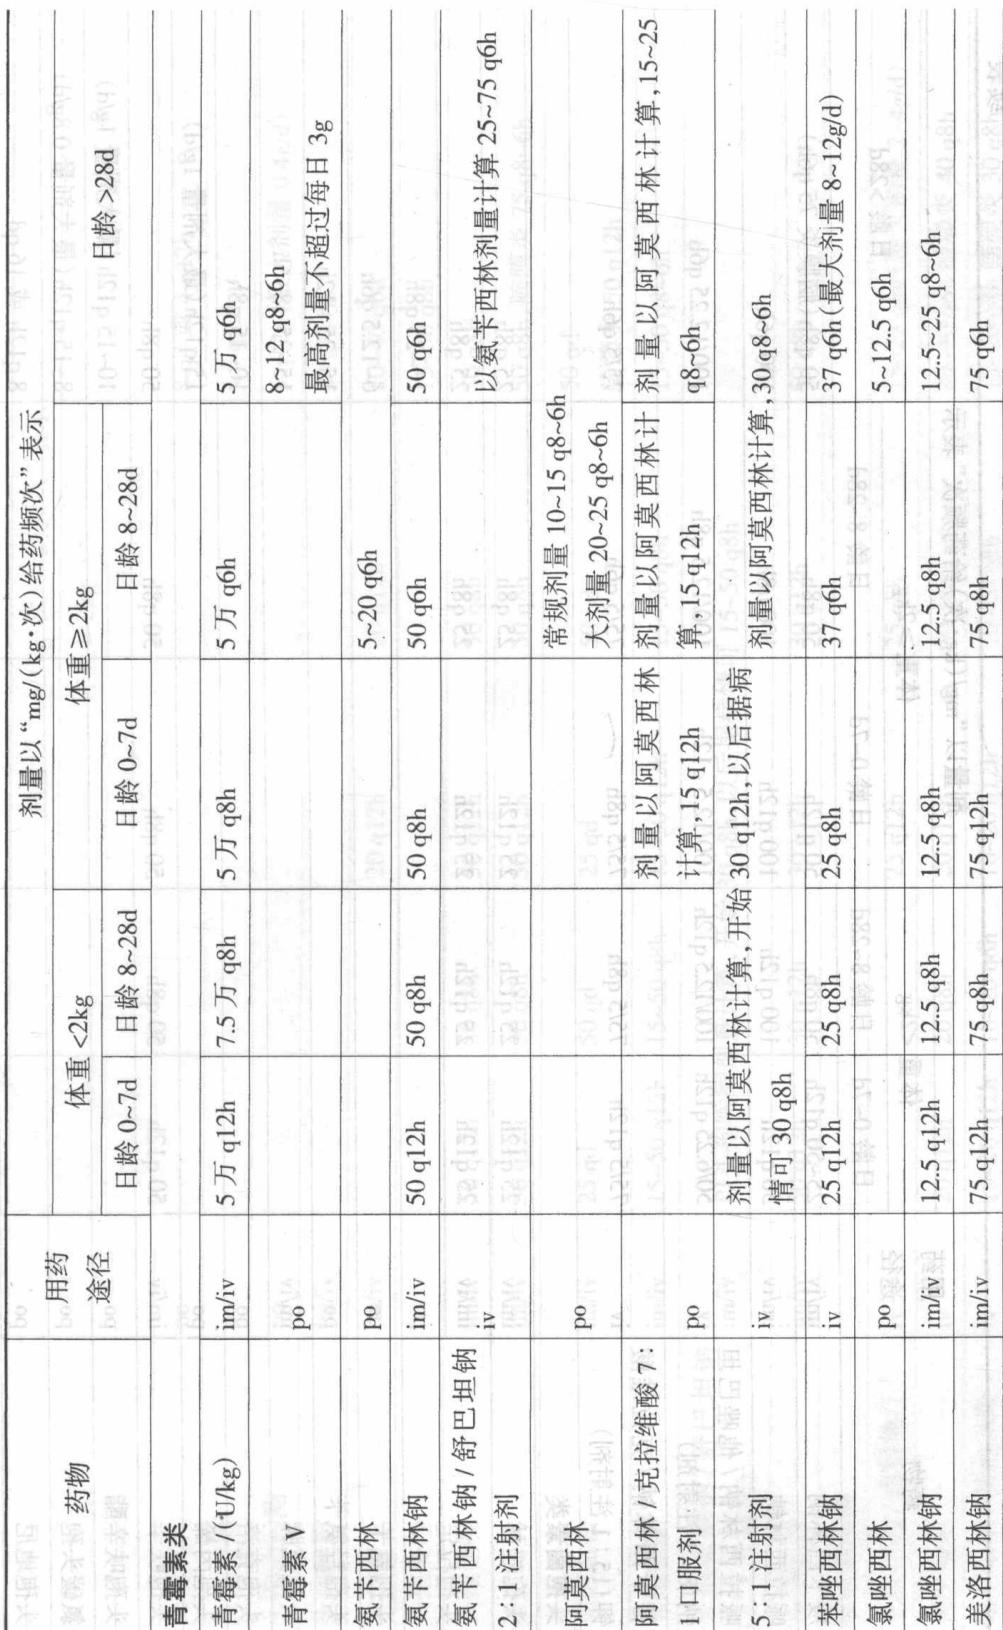 药物 用药途径 剂量以“mg/(kg·次)给药频次”表示
体重 <2kg 体重≥2kg 日龄 >28d
日龄 0~7d 日龄 8~28d 日龄 0~7d 日龄 8~28d
青霉素类
青霉素 /(U/kg) im/iv 5万 q12h 7.5万 q8h 5万 q8h 5万 q6h 5万 q6h
青霉素 V po 8~12 q8~6h
最高剂量不超过每日 3g
氨苄西林 po 5~20 q6h
氨苄西林钠 im/iv 50 q12h 50 q8h 50 q8h 50 q6h 50 q6h
氨苄西林钠 / 舒巴坦钠 iv 以氨苄西林剂量计算 25~75 q6h
2:1 注射剂
阿莫西林 po 常规剂量 10~15 q8~6h
大剂量 20~25 q8~6h
阿莫西林 / 克拉维酸 7: 剂量以阿莫西林 剂量以阿莫西林计 剂量以阿莫西林计算,15~25
1 口服剂 po 计算,15 q12h 算,15 q12h q8~6h
5:1 注射剂 iv 剂量以阿莫西林计算,开始 30 q12h,以后据病 剂量以阿莫西林计算,30 q8~6h
情可 30 q8h
苯唑西林钠 iv 25 q12h 25 q8h 25 q8h 37 q6h 37 q6h(最大剂量 8~12g/d)
氯唑西林 po 5~12.5 q6h
氯唑西林钠 im/iv 12.5 q12h 12.5 q8h 12.5 q8h 12.5 q8h 12.5~25 q8~6h
美洛西林钠 im/iv 75 q12h 75 q8h 75 q12h 75 q8h 75 q6h